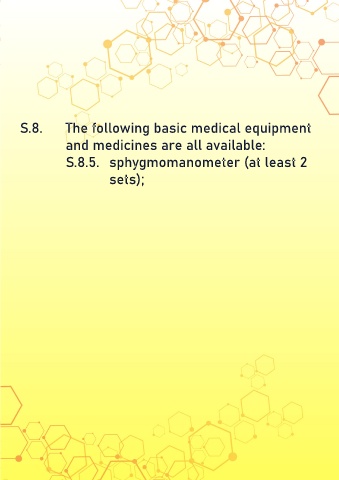 S.8. The following basic medical equipment
and medicines are all available:
S.8.5. sphygmomanometer (at least 2
sets);